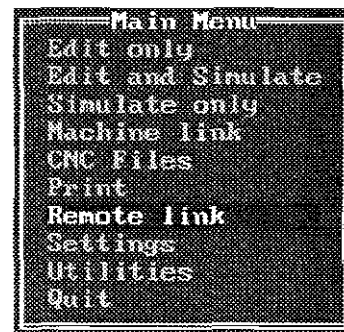 Main Menu
Edit only
Edit and Simulate
Simulate only
Machine link
CNC Files
Print
Remote link
Settings
Utilities
Quit